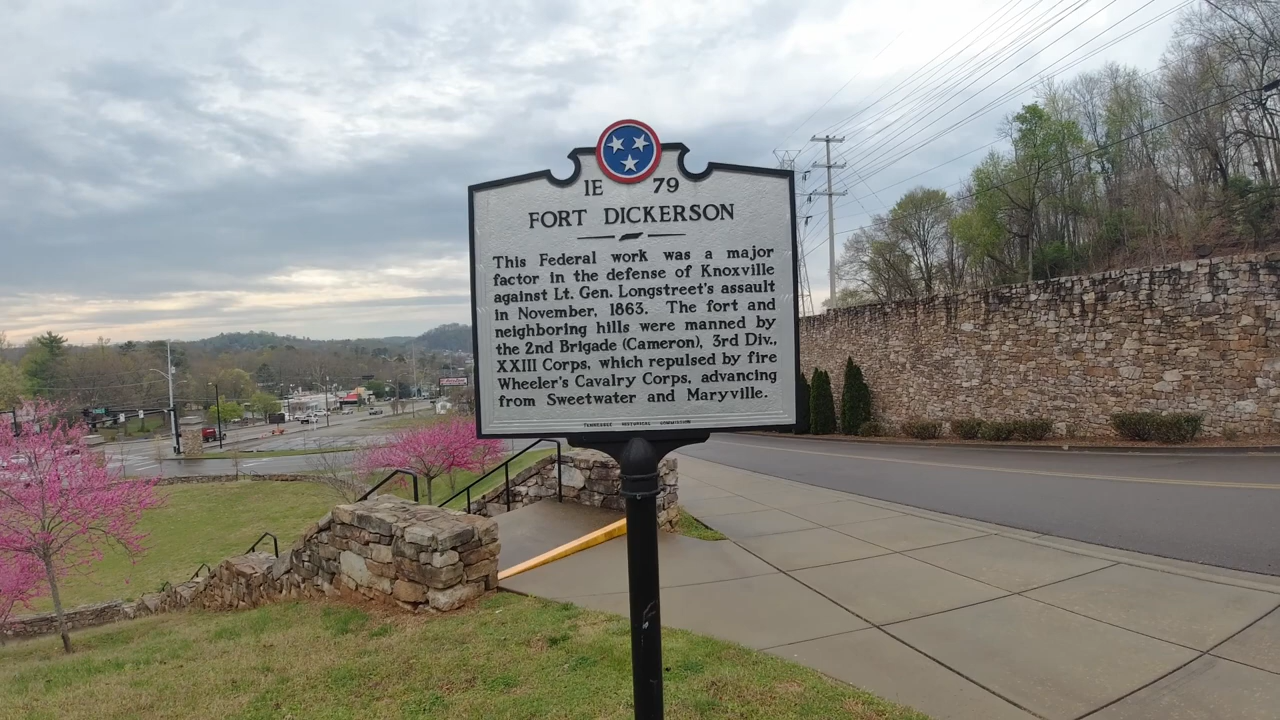 1E 79
FORT DICKERSON
This Federal work was a major
factor in the defense of Knoxville
against Lt. Gen. Longstreet's assault
in November, 1863. The fort and
neighboring hills were manned by
the 2nd Brigade (Cameron), 3rd Div.,
XXIII Corps, which repulsed by fire
Wheeler's Cavalry Corps, advancing
from Sweetwater and Maryville.
TENNESSEE HISTORICAL COMMISSION